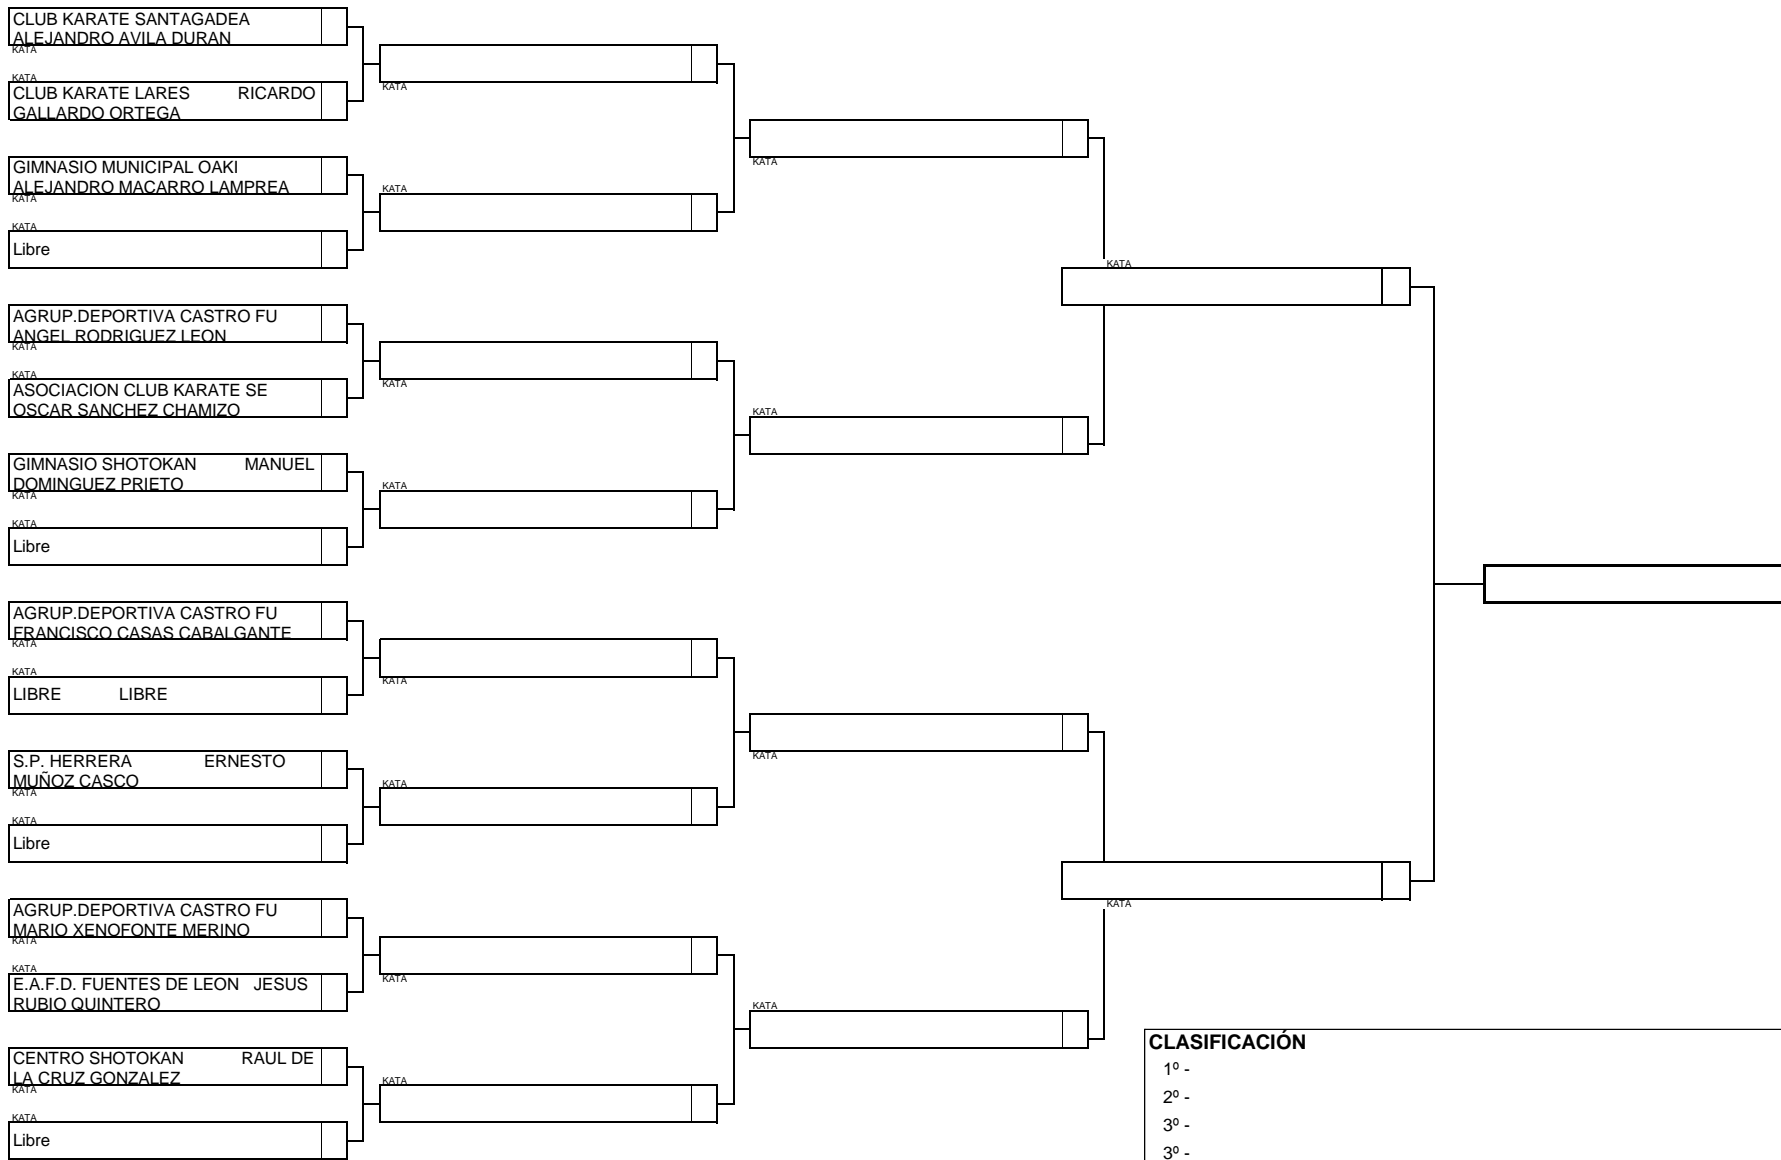 CLUB KARATE SANTAGADEA
ALEJANDRO AVILA DURAN
KATA
KATA
CLUB KARATE LARES RICARDO
GALLARDO ORTEGA
GIMNASIO MUNICIPAL OAKI
ALEJANDRO MACARRO LAMPREA
KATA
KATA
Libre
AGRUP.DEPORTIVA CASTRO FU
ANGEL RODRIGUEZ LEON
KATA
KATA
ASOCIACION CLUB KARATE SE
OSCAR SANCHEZ CHAMIZO
GIMNASIO SHOTOKAN MANUEL
DOMINGUEZ PRIETO
KATA
KATA
Libre
AGRUP.DEPORTIVA CASTRO FU
FRANCISCO CASAS CABALGANTE
KATA
KATA
LIBRE LIBRE
S.P. HERRERA ERNESTO
MUÑOZ CASCO
KATA
KATA
Libre
AGRUP.DEPORTIVA CASTRO FU
MARIO XENOFONTE MERINO
KATA
KATA
E.A.F.D. FUENTES DE LEON JESUS
RUBIO QUINTERO
CENTRO SHOTOKAN RAUL DE
LA CRUZ GONZALEZ
KATA
KATA
Libre
KATA
KATA
KATA
KATA
KATA
KATA
KATA
KATA
KATA
KATA
KATA
KATA
KATA
KATA
CLASIFICACIÓN
1º -
2º -
3º -
3º -